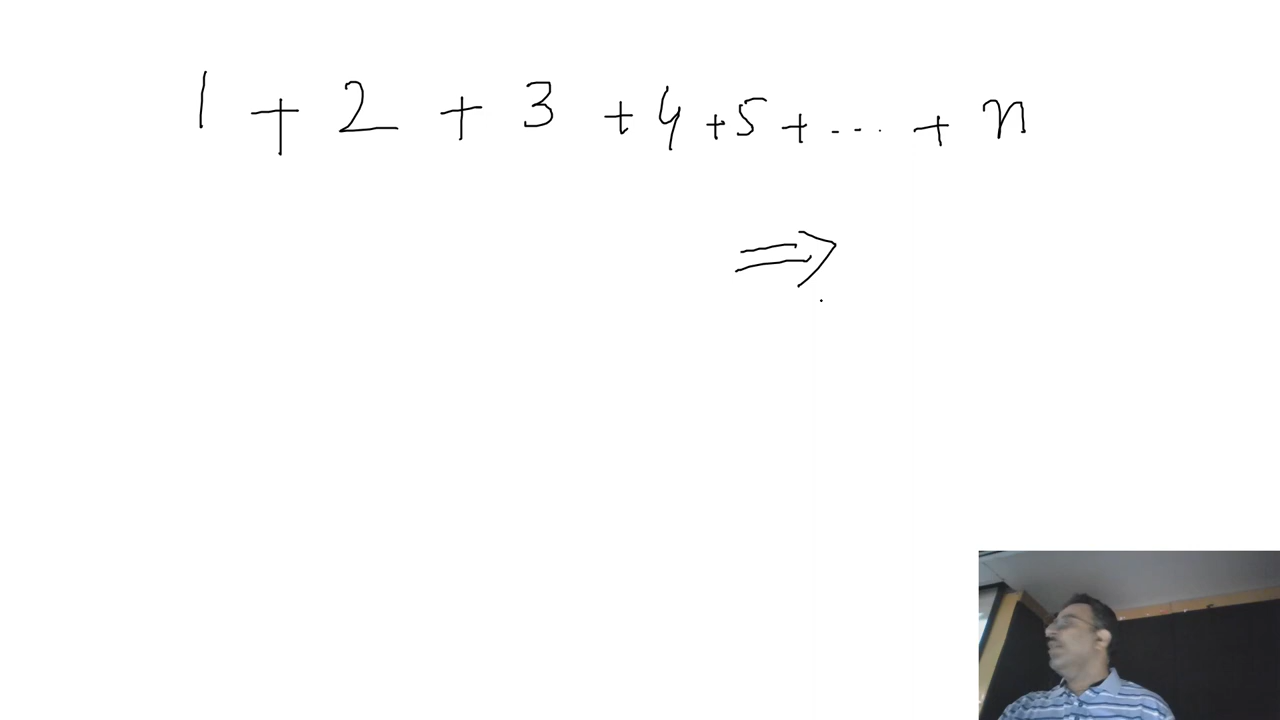 1 + 2 + 3 + 4 + 5 + ... + n
⇒